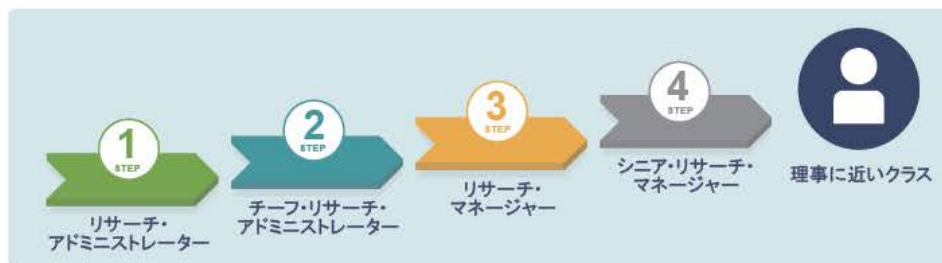 1
STEP
リサーチ・
アドミニストレーター
2
STEP
チーフ・リサーチ・
アドミニストレーター
3
STEP
リサーチ・
マネージャー
4
STEP
シニア・リサーチ・
マネージャー
理事に近いクラス